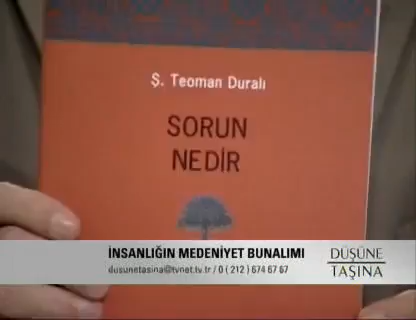 Ş. Teoman Duralı
SORUN
NEDİR
İNSANLIĞIN MEDENİYET BUNALIMI
dusunetasina@tvnet.tv.tr / 0 ( 212 ) 674 67 67
DÜŞÜNE
TAŞINA